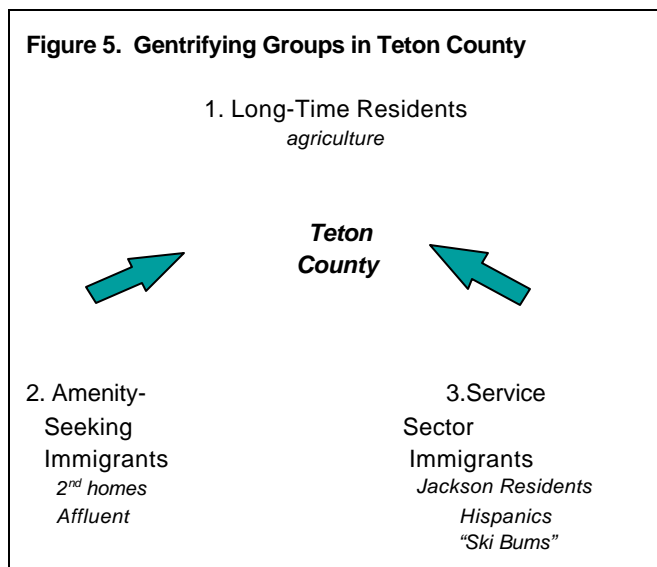 Figure 5. Gentrifying Groups in Teton County
1. Long-Time Residents
agriculture
Teton
County
2. Amenity-
Seeking
Immigrants
2nd homes
Affluent
3.Service
Sector
Immigrants
Jackson Residents
Hispanics
“Ski Bums”